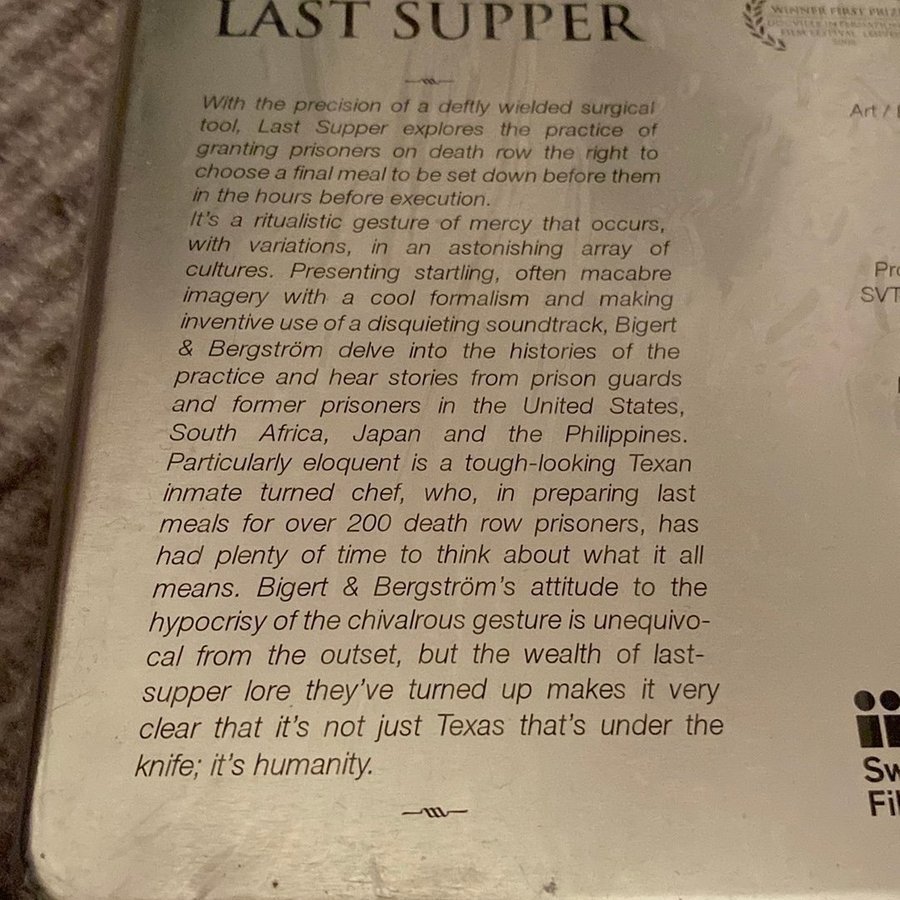 LAST SUPPER
WINNER FIRST PRIZE
FILM FESTIVAL
With the precision of a deftly wielded surgical
tool, Last Supper explores the practice of
granting prisoners on death row the right to
choose a final meal to be set down before them
in the hours before execution.
It's a ritualistic gesture of mercy that occurs,
with variations, in an astonishing array of
cultures. Presenting startling, often macabre
imagery with a cool formalism and making
inventive use of a disquieting soundtrack, Bigert
& Bergström delve into the histories of the
practice and hear stories from prison guards
and former prisoners in the United States,
South Africa, Japan and the Philippines.
Particularly eloquent is a tough-looking Texan
inmate turned chef, who, in preparing last
meals for over 200 death row prisoners, has
had plenty of time to think about what it all
means. Bigert & Bergström's attitude to the
hypocrisy of the chivalrous gesture is unequivo-
cal from the outset, but the wealth of last-
supper lore they've turned up makes it very
clear that it's not just Texas that's under the
knife; it's humanity.
Art /
Pro
SVT
Sw
Fil